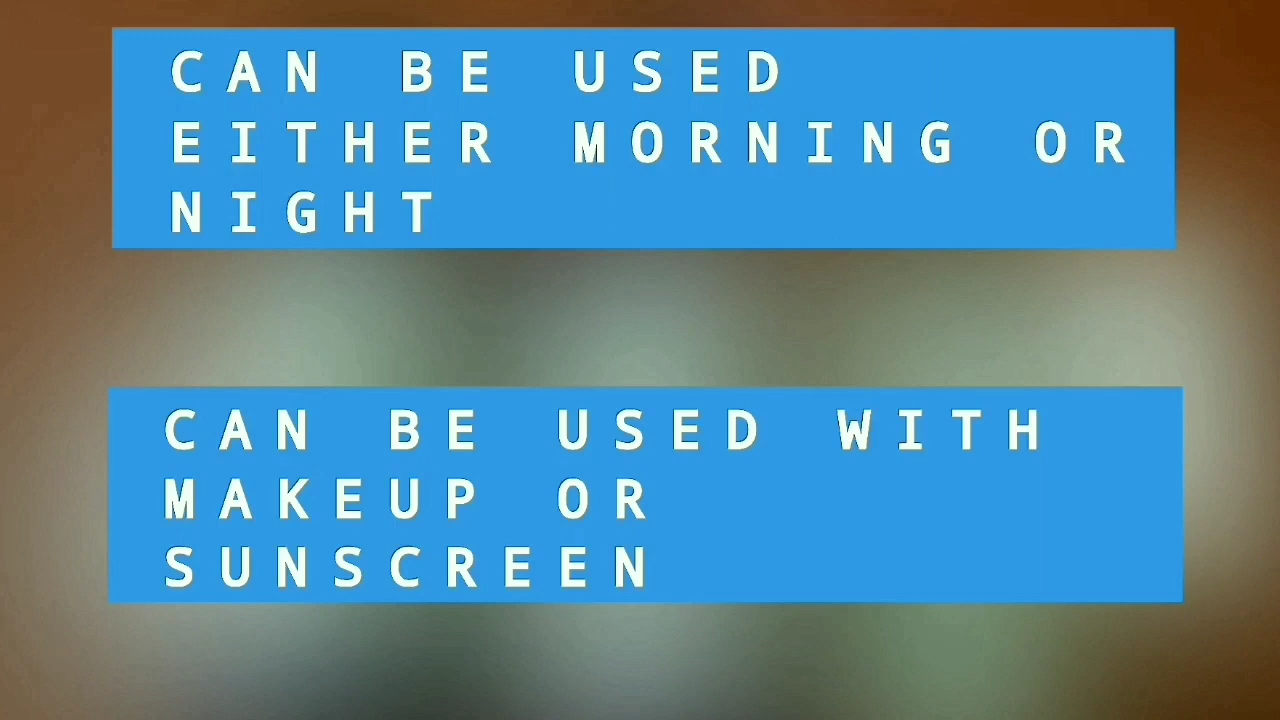 CAN BE USED
EITHER MORNING OR
NIGHT
CAN BE USED WITH
MAKEUP OR
SUNSCREEN